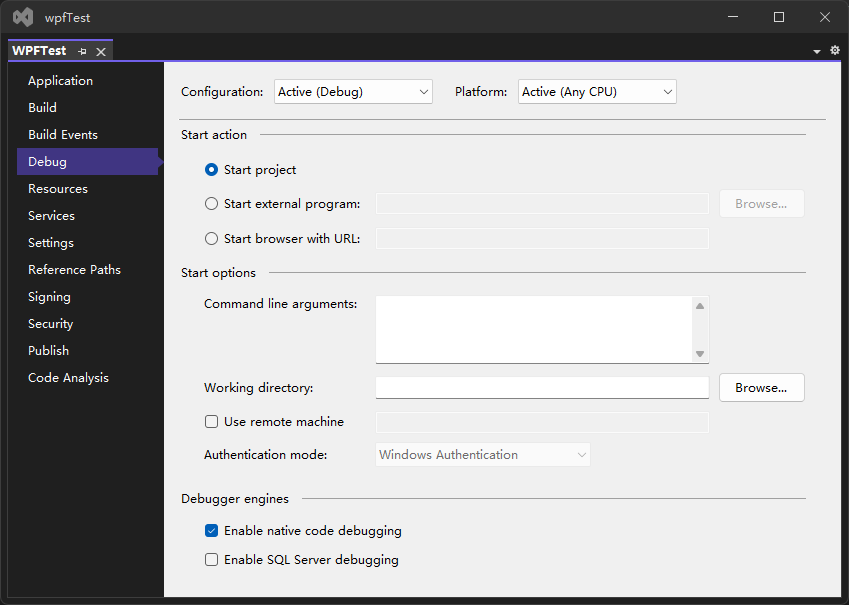 wpfTest
WPFTest
Application
Build
Build Events
Debug
Resources
Services
Settings
Reference Paths
Signing
Security
Publish
Code Analysis
Configuration: Active (Debug) Platform: Active (Any CPU)
Start action
Start project
Start external program: Browse...
Start browser with URL:
Start options
Command line arguments:
Working directory: Browse...
Use remote machine
Authentication mode: Windows Authentication
Debugger engines
Enable native code debugging
Enable SQL Server debugging